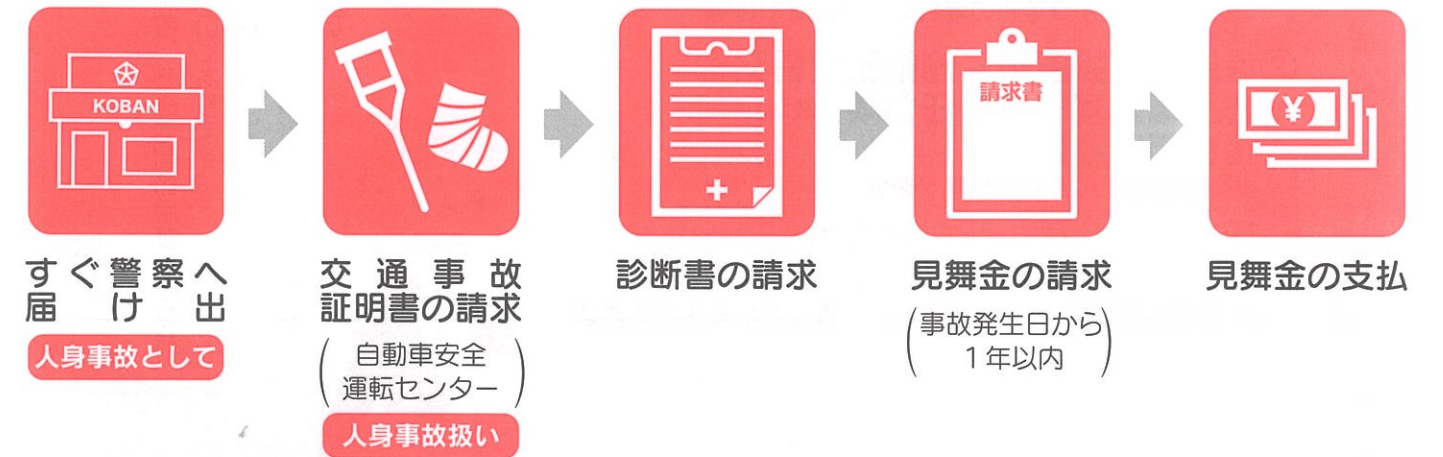 KOBAN
請求書
¥
すぐ警察へ
届け出
人身事故として
交通事故
証明書の請求
(自動車安全
運転センター)
人身事故扱い
診断書の請求
見舞金の請求
(事故発生日から
1年以内)
見舞金の支払